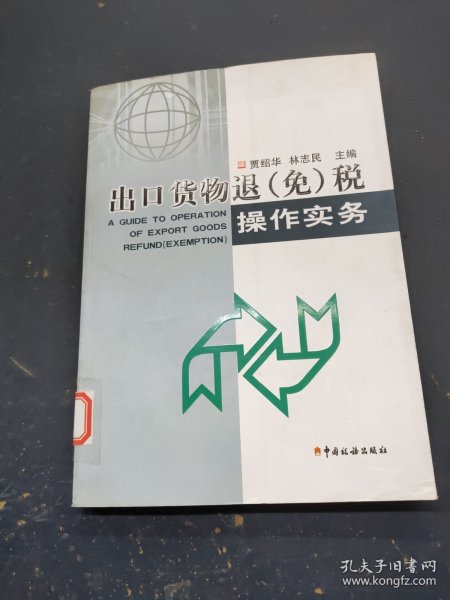 贾绍华 林志民 主编
出口货物退(免)税
A GUIDE TO OPERATION
OF EXPORT GOODS
REFUND(EXEMPTION)
操作实务
中国税务出版社
孔夫子旧书网
www.kongfz.com